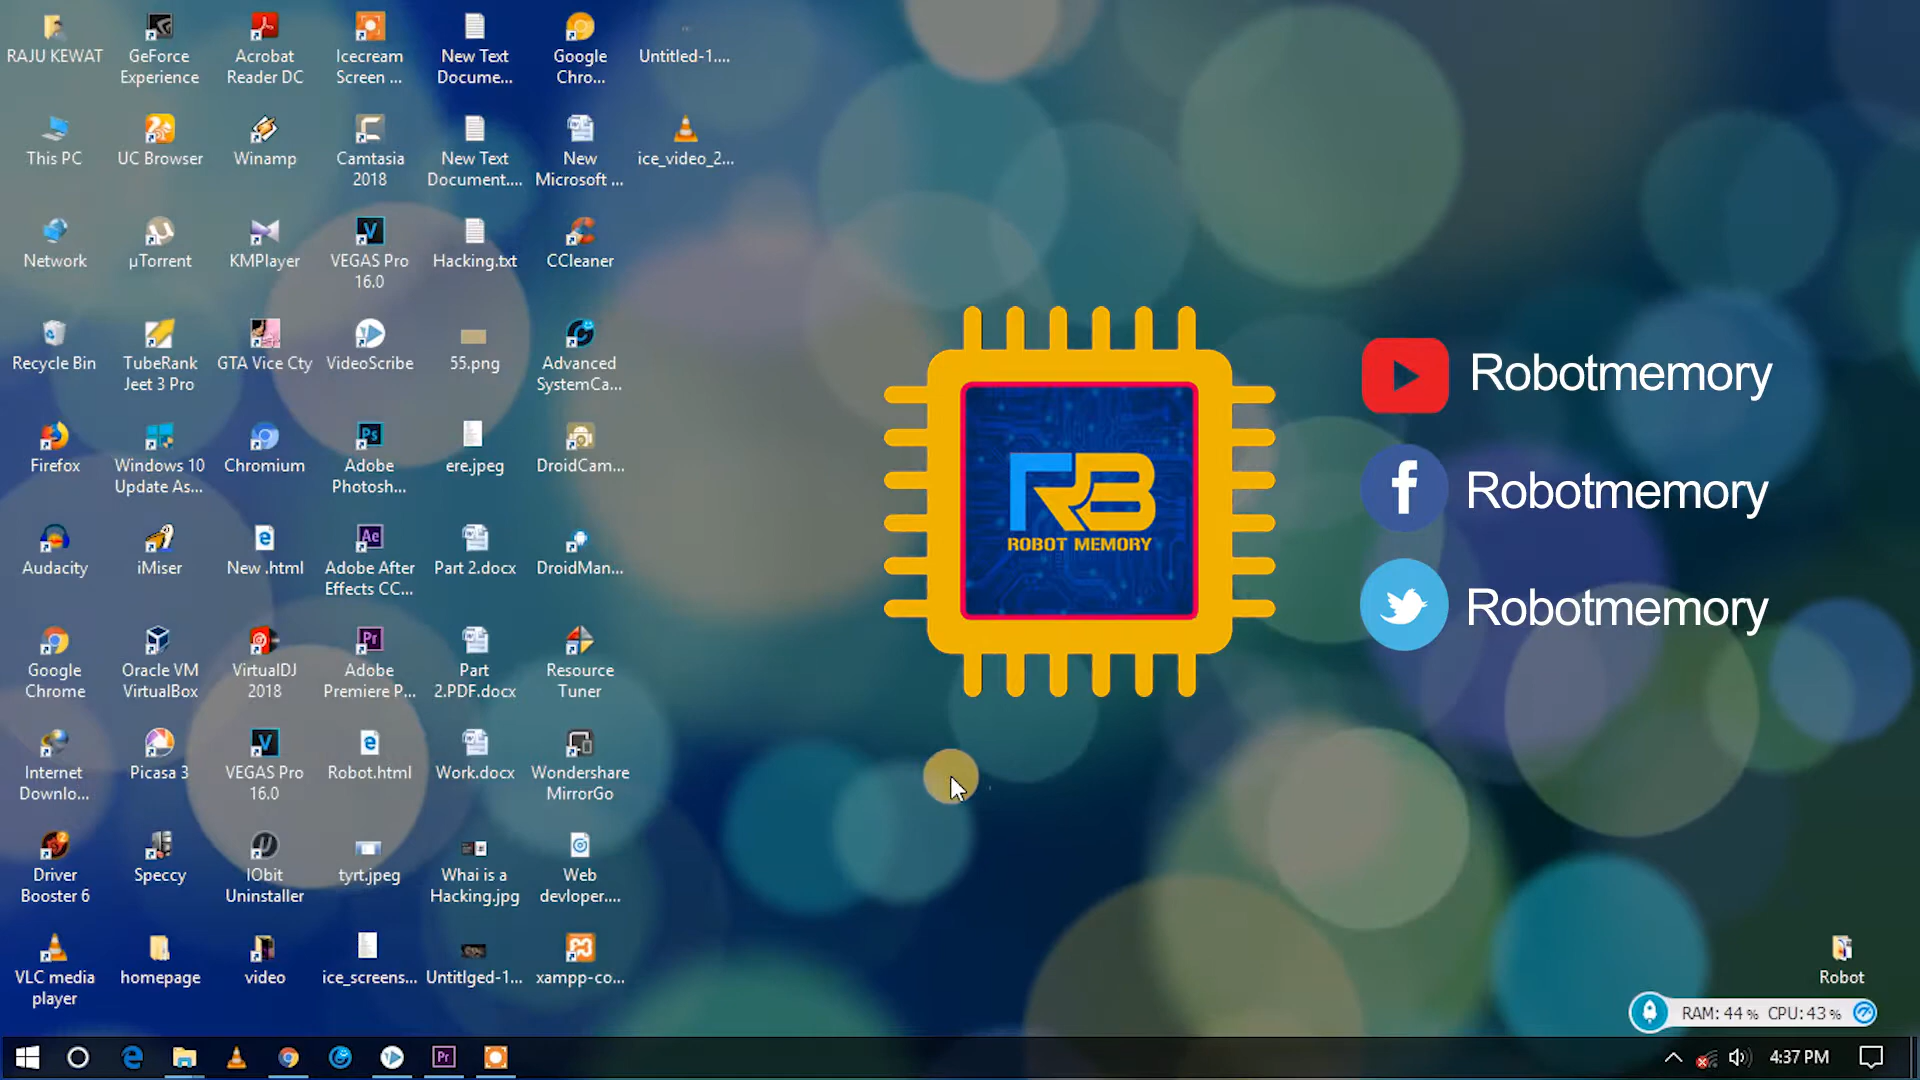 RAJU KEWAT
GeForce
Experience
Acrobat
Reader DC
Icecream
Screen ...
New Text
Docume...
Google
Chro...
Untitled-1....
This PC
UC Browser
Winamp
Camtasia
2018
New Text
Document....
New
Microsoft ...
ice_video_2...
Network
µTorrent
KMPlayer
VEGAS Pro
16.0
Hacking.txt
CCleaner
Recycle Bin
TubeRank
Jeet 3 Pro
GTA Vice Cty
VideoScribe
55.png
Advanced
SystemCa...
Firefox
Windows 10
Update As...
Chromium
Adobe
Photosh...
ere.jpeg
DroidCam...
Audacity
iMiser
New .html
Adobe After
Effects CC...
Part 2.docx
DroidMan...
Google
Chrome
Oracle VM
VirtualBox
VirtualDJ
2018
Adobe
Premiere P...
Part
2.PDF.docx
Resource
Tuner
Internet
Downlo...
Picasa 3
VEGAS Pro
16.0
Robot.html
Work.docx
Wondershare
MirrorGo
Driver
Booster 6
Speccy
IObit
Uninstaller
tyrt.jpeg
Whai is a
Hacking.jpg
Web
devloper....
VLC media
player
homepage
video
ice_screens...
Untitlged-1...
xampp-co...
RB
ROBOT MEMORY
Robotmemory
Robotmemory
Robotmemory
Robot
RAM: 44 % CPU: 43 %
4:37 PM